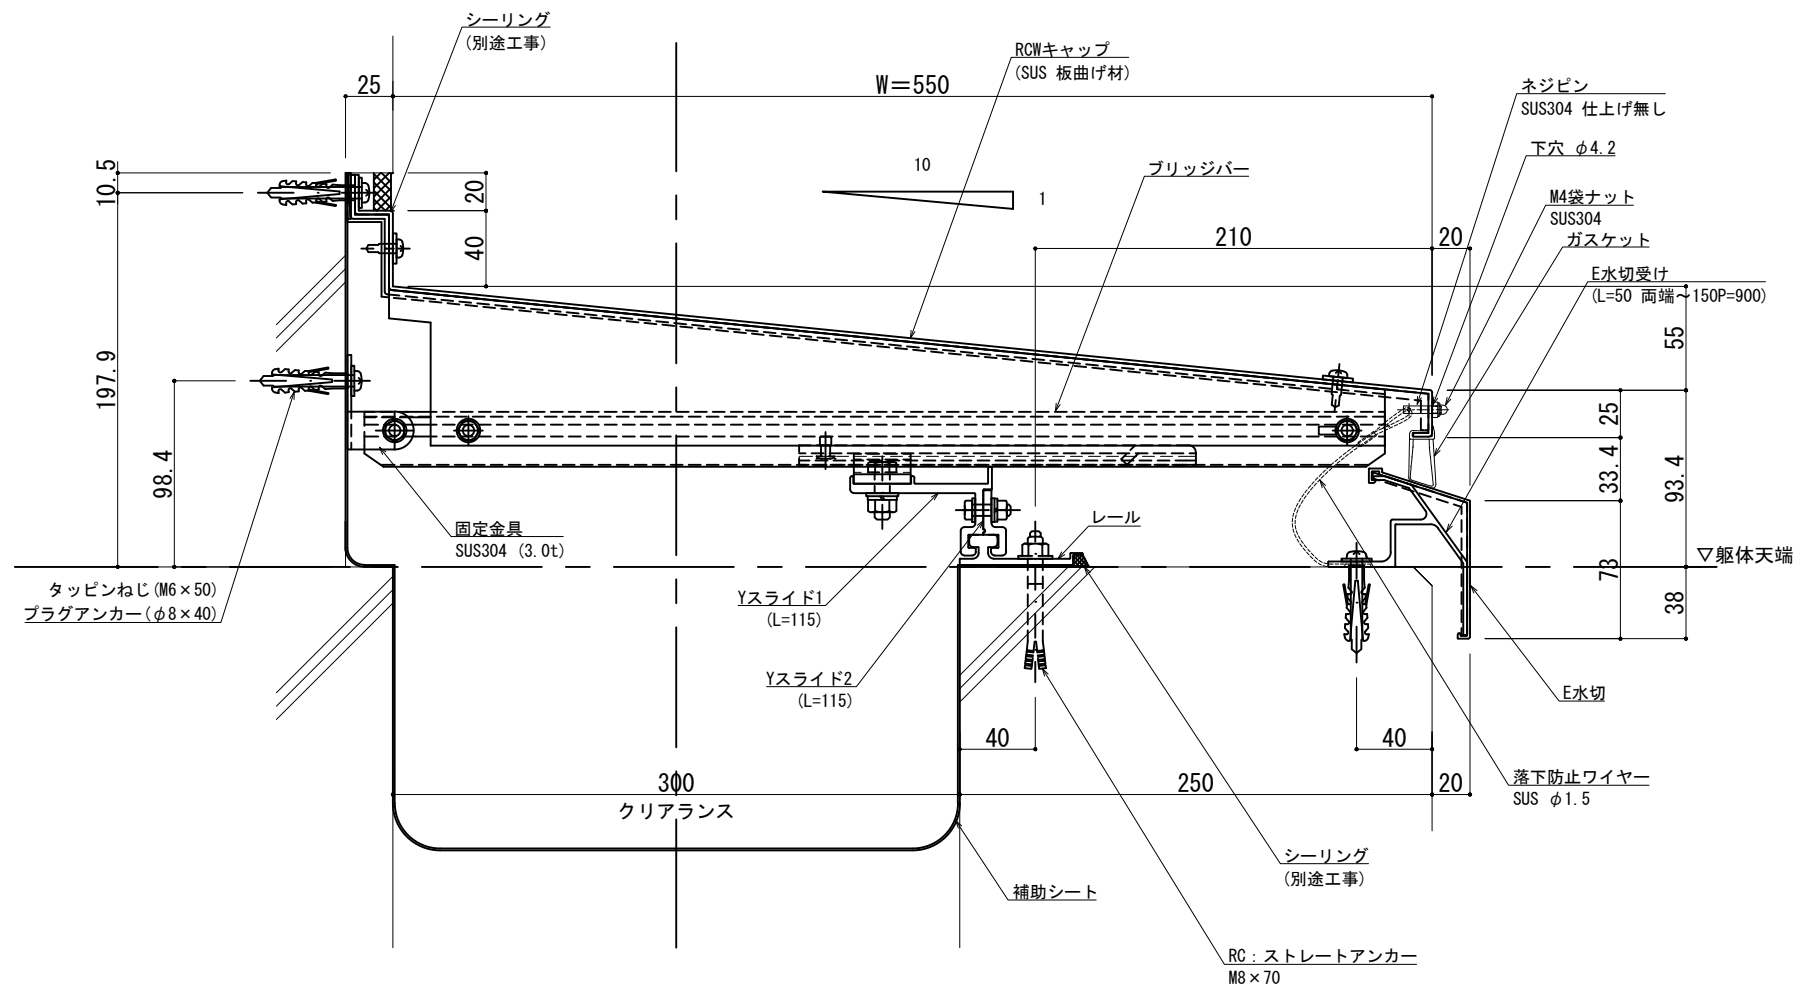 シーリング
(別途工事)
RCWキャップ
(SUS 板曲げ材)
25
W=550
ネジピン
SUS304 仕上げ無し
下穴 φ4.2
10.5
20
10
1
ブリッジバー
M4袋ナット
SUS304
ガスケット
40
210
20
E水切受け
(L=50 両端～150P=900)
197.9
55
25
98.4
33.4
93.4
固定金具
SUS304 (3.0t)
レール
▽躯体天端
タッピンねじ(M6×50)
プラグアンカー(φ8×40)
Yスライド1
(L=115)
73
38
Yスライド2
(L=115)
E水切
40
40
300
クリアランス
250
20
落下防止ワイヤー
SUS φ1.5
シーリング
(別途工事)
補助シート
RC：ストレートアンカー
M8×70